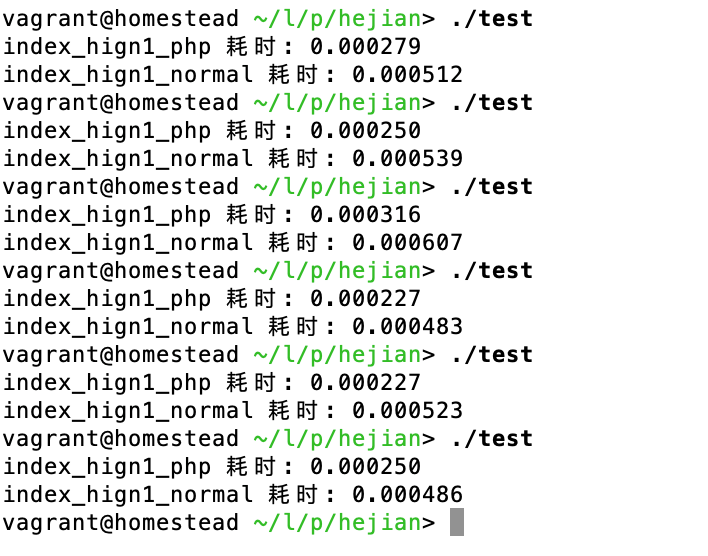 vagrant@homestead ~/l/p/hejian> ./test
index_hign1_php 耗时: 0.000279
index_hign1_normal 耗时: 0.000512
vagrant@homestead ~/l/p/hejian> ./test
index_hign1_php 耗时: 0.000250
index_hign1_normal 耗时: 0.000539
vagrant@homestead ~/l/p/hejian> ./test
index_hign1_php 耗时: 0.000316
index_hign1_normal 耗时: 0.000607
vagrant@homestead ~/l/p/hejian> ./test
index_hign1_php 耗时: 0.000227
index_hign1_normal 耗时: 0.000483
vagrant@homestead ~/l/p/hejian> ./test
index_hign1_php 耗时: 0.000227
index_hign1_normal 耗时: 0.000523
vagrant@homestead ~/l/p/hejian> ./test
index_hign1_php 耗时: 0.000250
index_hign1_normal 耗时: 0.000486
vagrant@homestead ~/l/p/hejian>